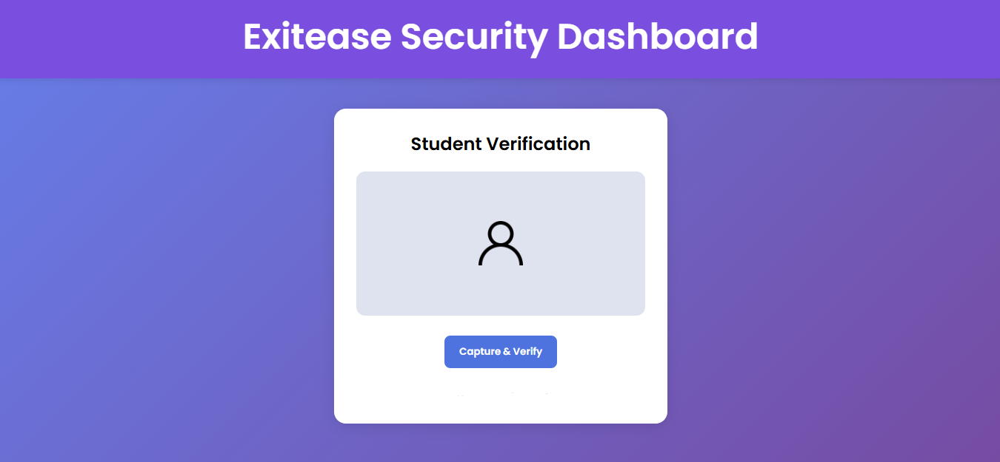 Exitease Security Dashboard
Student Verification
Capture & Verify